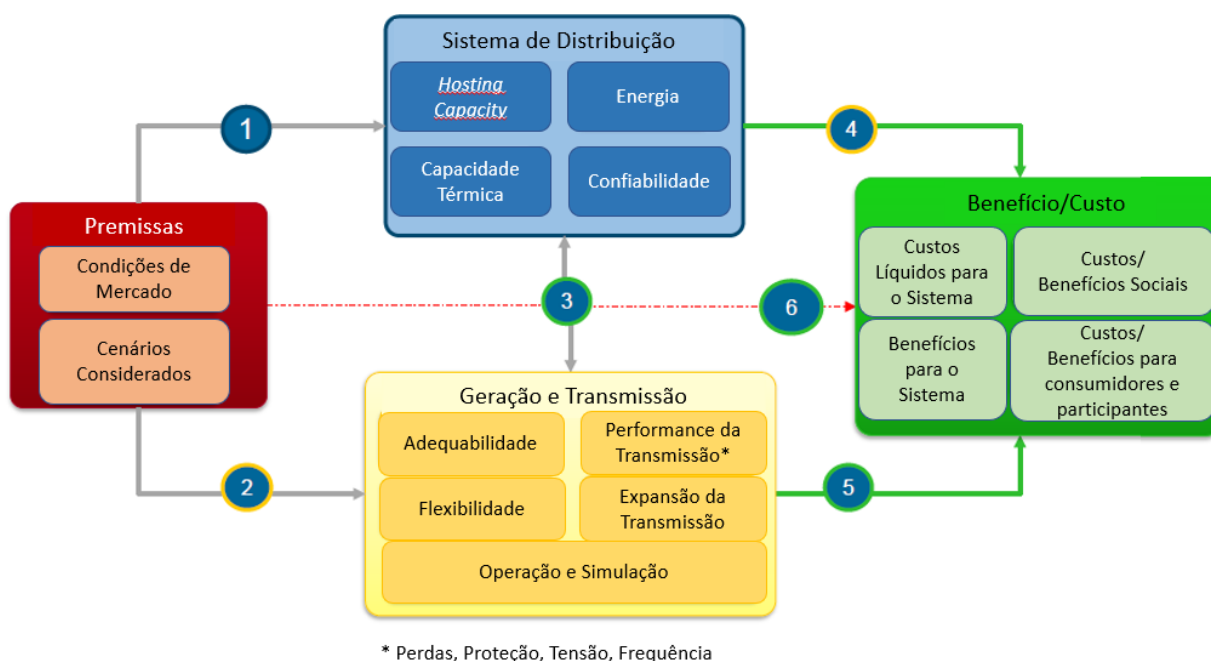 Sistema de Distribuição
Hosting
Capacity
Energia
Capacidade
Térmica
Confiabilidade
1
4
Premissas
Condições de
Mercado
Cenários
Considerados
3
6
Benefício/Custo
Custos
Líquidos para
o Sistema
Custos/
Benefícios Sociais
Benefícios
para o
Sistema
Custos/
Benefícios para
consumidores e
participantes
2
5
Geração e Transmissão
Adequabilidade
Performance da
Transmissão*
Flexibilidade
Expansão da
Transmissão
Operação e Simulação
* Perdas, Proteção, Tensão, Frequência